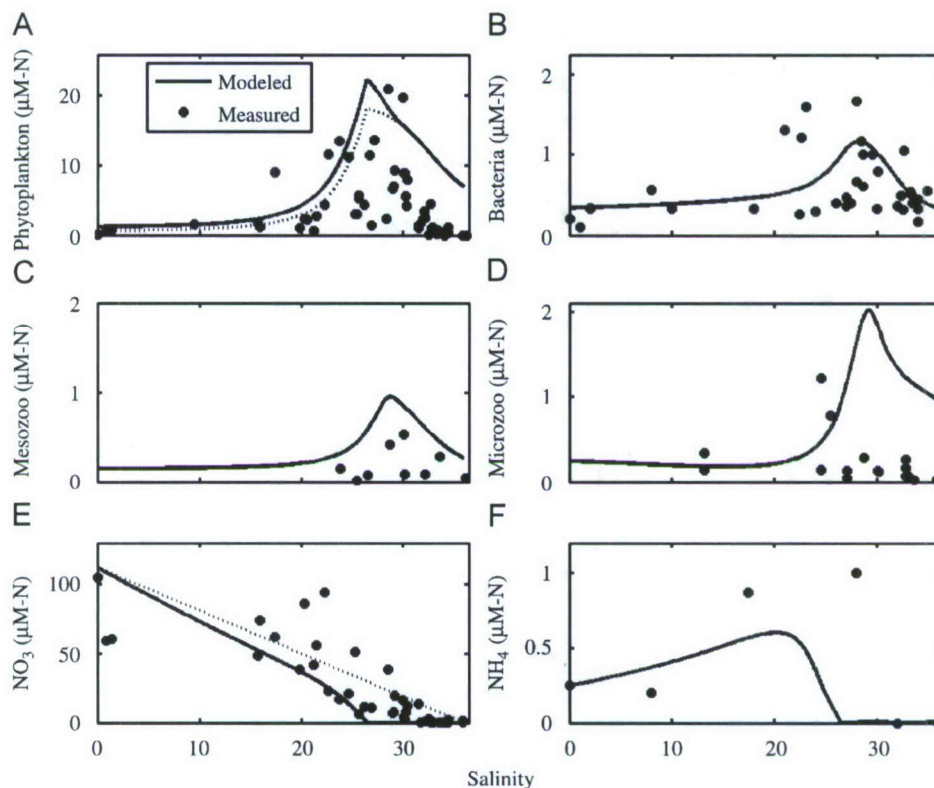 A
Phytoplankton (μM-N)
20
10
0
Modeled
Measured
B
Bacteria (μM-N)
2
1
0
C
Mesozoo (μM-N)
2
1
0
D
Microzoo (μM-N)
2
1
0
E
NO3 (μM-N)
100
50
0
0 10 20 30
F
NH4 (μM-N)
1
0.5
0
0 10 20 30
Salinity